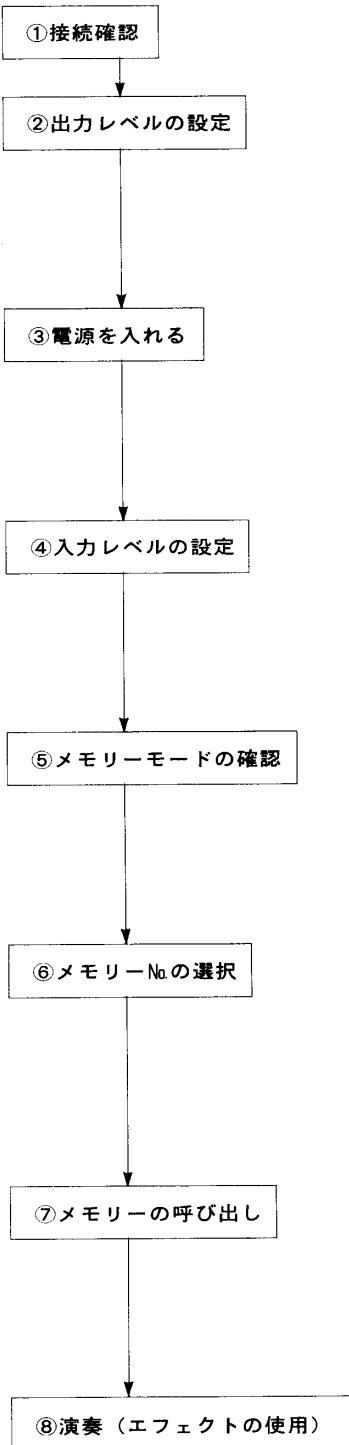 ①接続確認
②出力レベルの設定
③電源を入れる
④入力レベルの設定
⑤メモリーモードの確認
⑥メモリー№の選択
⑦メモリーの呼び出し
⑧演奏（エフェクトの使用）